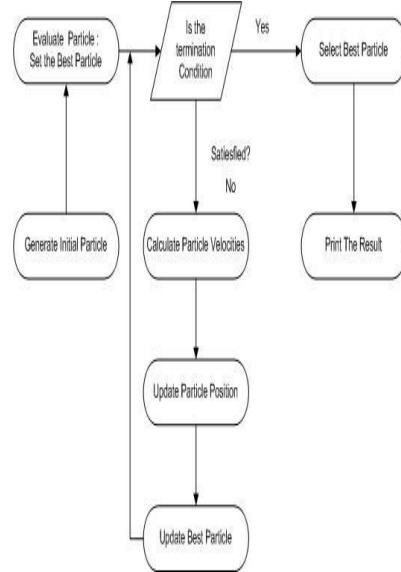 Evaluate Particle :
Set the Best Particle
Is the
termination
Condition
Yes
Select Best Particle
Satiesfied?
No
Generate Initial Particle
Calculate Particle Velocities
Print The Result
Update Particle Position
Update Best Particle